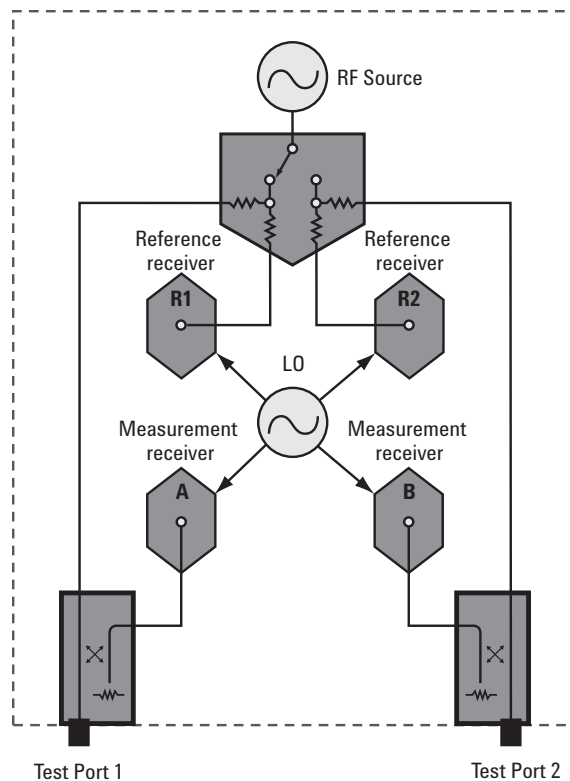 RF Source
Reference
receiver
R1
Reference
receiver
R2
LO
Measurement
receiver
A
Measurement
receiver
B
Test Port 1
Test Port 2